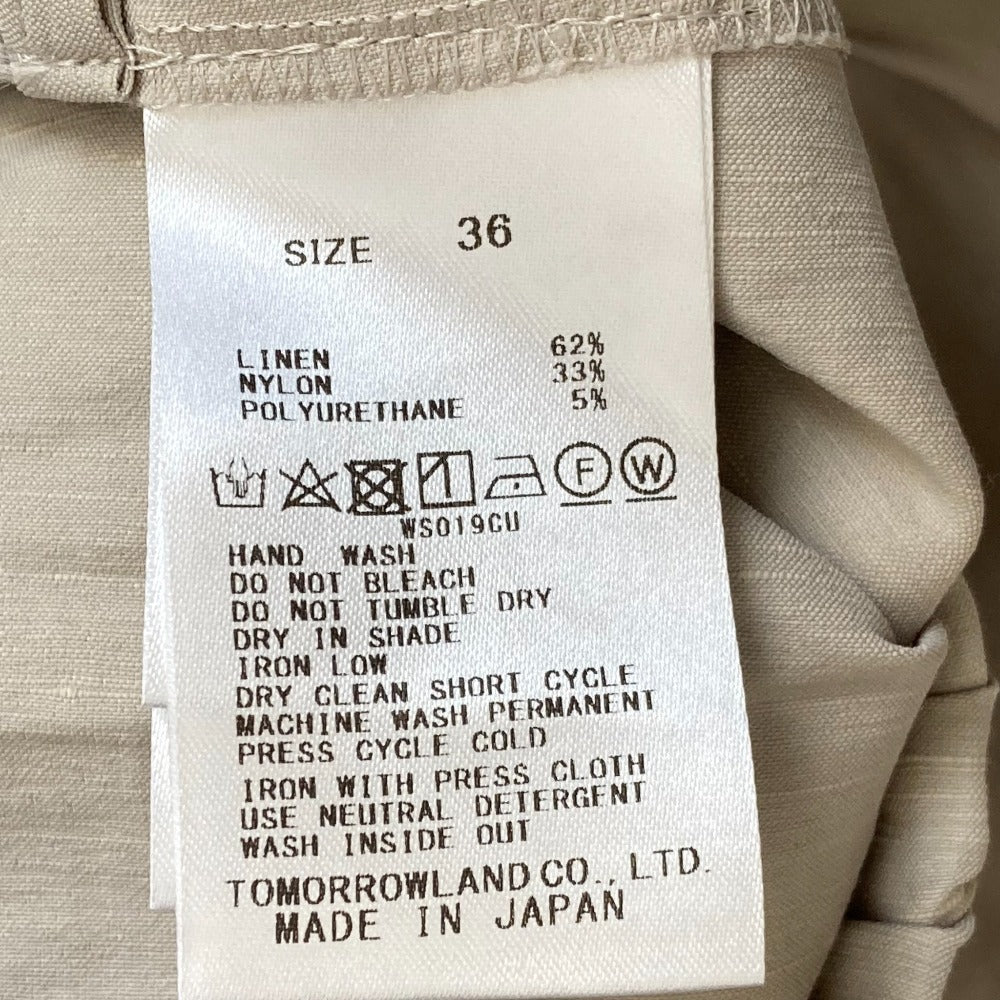 SIZE 36
LINEN 62%
NYLON 33%
POLYURETHANE 5%
F W
WS019CU
HAND WASH
DO NOT BLEACH
DO NOT TUMBLE DRY
DRY IN SHADE
IRON LOW
DRY CLEAN SHORT CYCLE
MACHINE WASH PERMANENT
PRESS CYCLE COLD
IRON WITH PRESS CLOTH
USE NEUTRAL DETERGENT
WASH INSIDE OUT
TOMORROWLAND CO., LTD.
MADE IN JAPAN